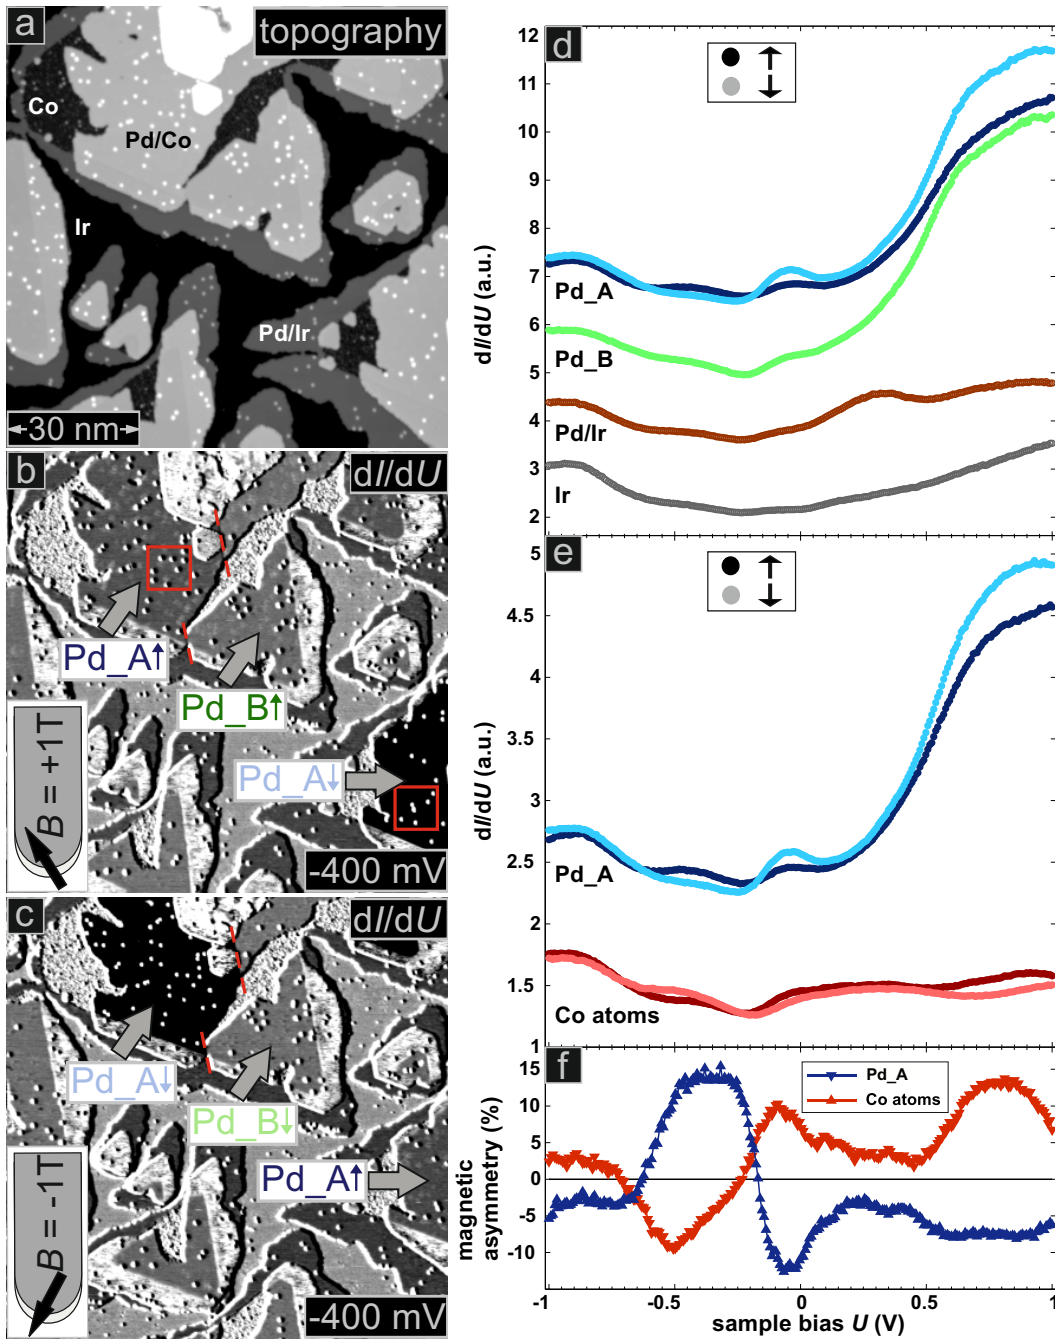 a
topography
Co
Pd/Co
Ir
Pd/Ir
30 nm
b
dI/dU
Pd_A↑
Pd_B↑
Pd_A↓
B = +1T
-400 mV
c
dI/dU
Pd_A↓
Pd_B↓
Pd_A↑
B = -1T
-400 mV
d
12
11
10
9
8
7
6
5
4
3
2
dI/dU (a.u.)
Pd_A
Pd_B
Pd/Ir
Ir
e
5
4.5
4
3.5
3
2.5
2
1.5
1
dI/dU (a.u.)
Pd_A
Co atoms
f
Pd_A
Co atoms
15
10
5
0
-5
-10
magnetic
asymmetry (%)
-1 -0.5 0 0.5 1
sample bias U (V)